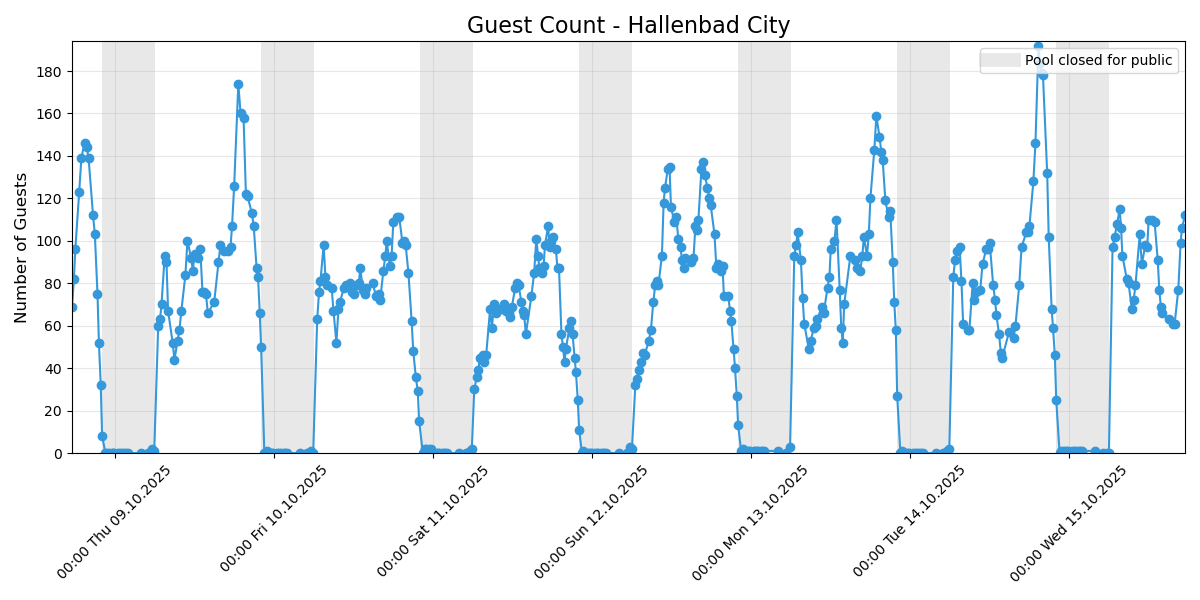 Guest Count - Hallenbad City
Pool closed for public
Number of Guests
180
160
140
120
100
80
60
40
20
0
00:00 Thu 09.10.2025
00:00 Fri 10.10.2025
00:00 Sat 11.10.2025
00:00 Sun 12.10.2025
00:00 Mon 13.10.2025
00:00 Tue 14.10.2025
00:00 Wed 15.10.2025